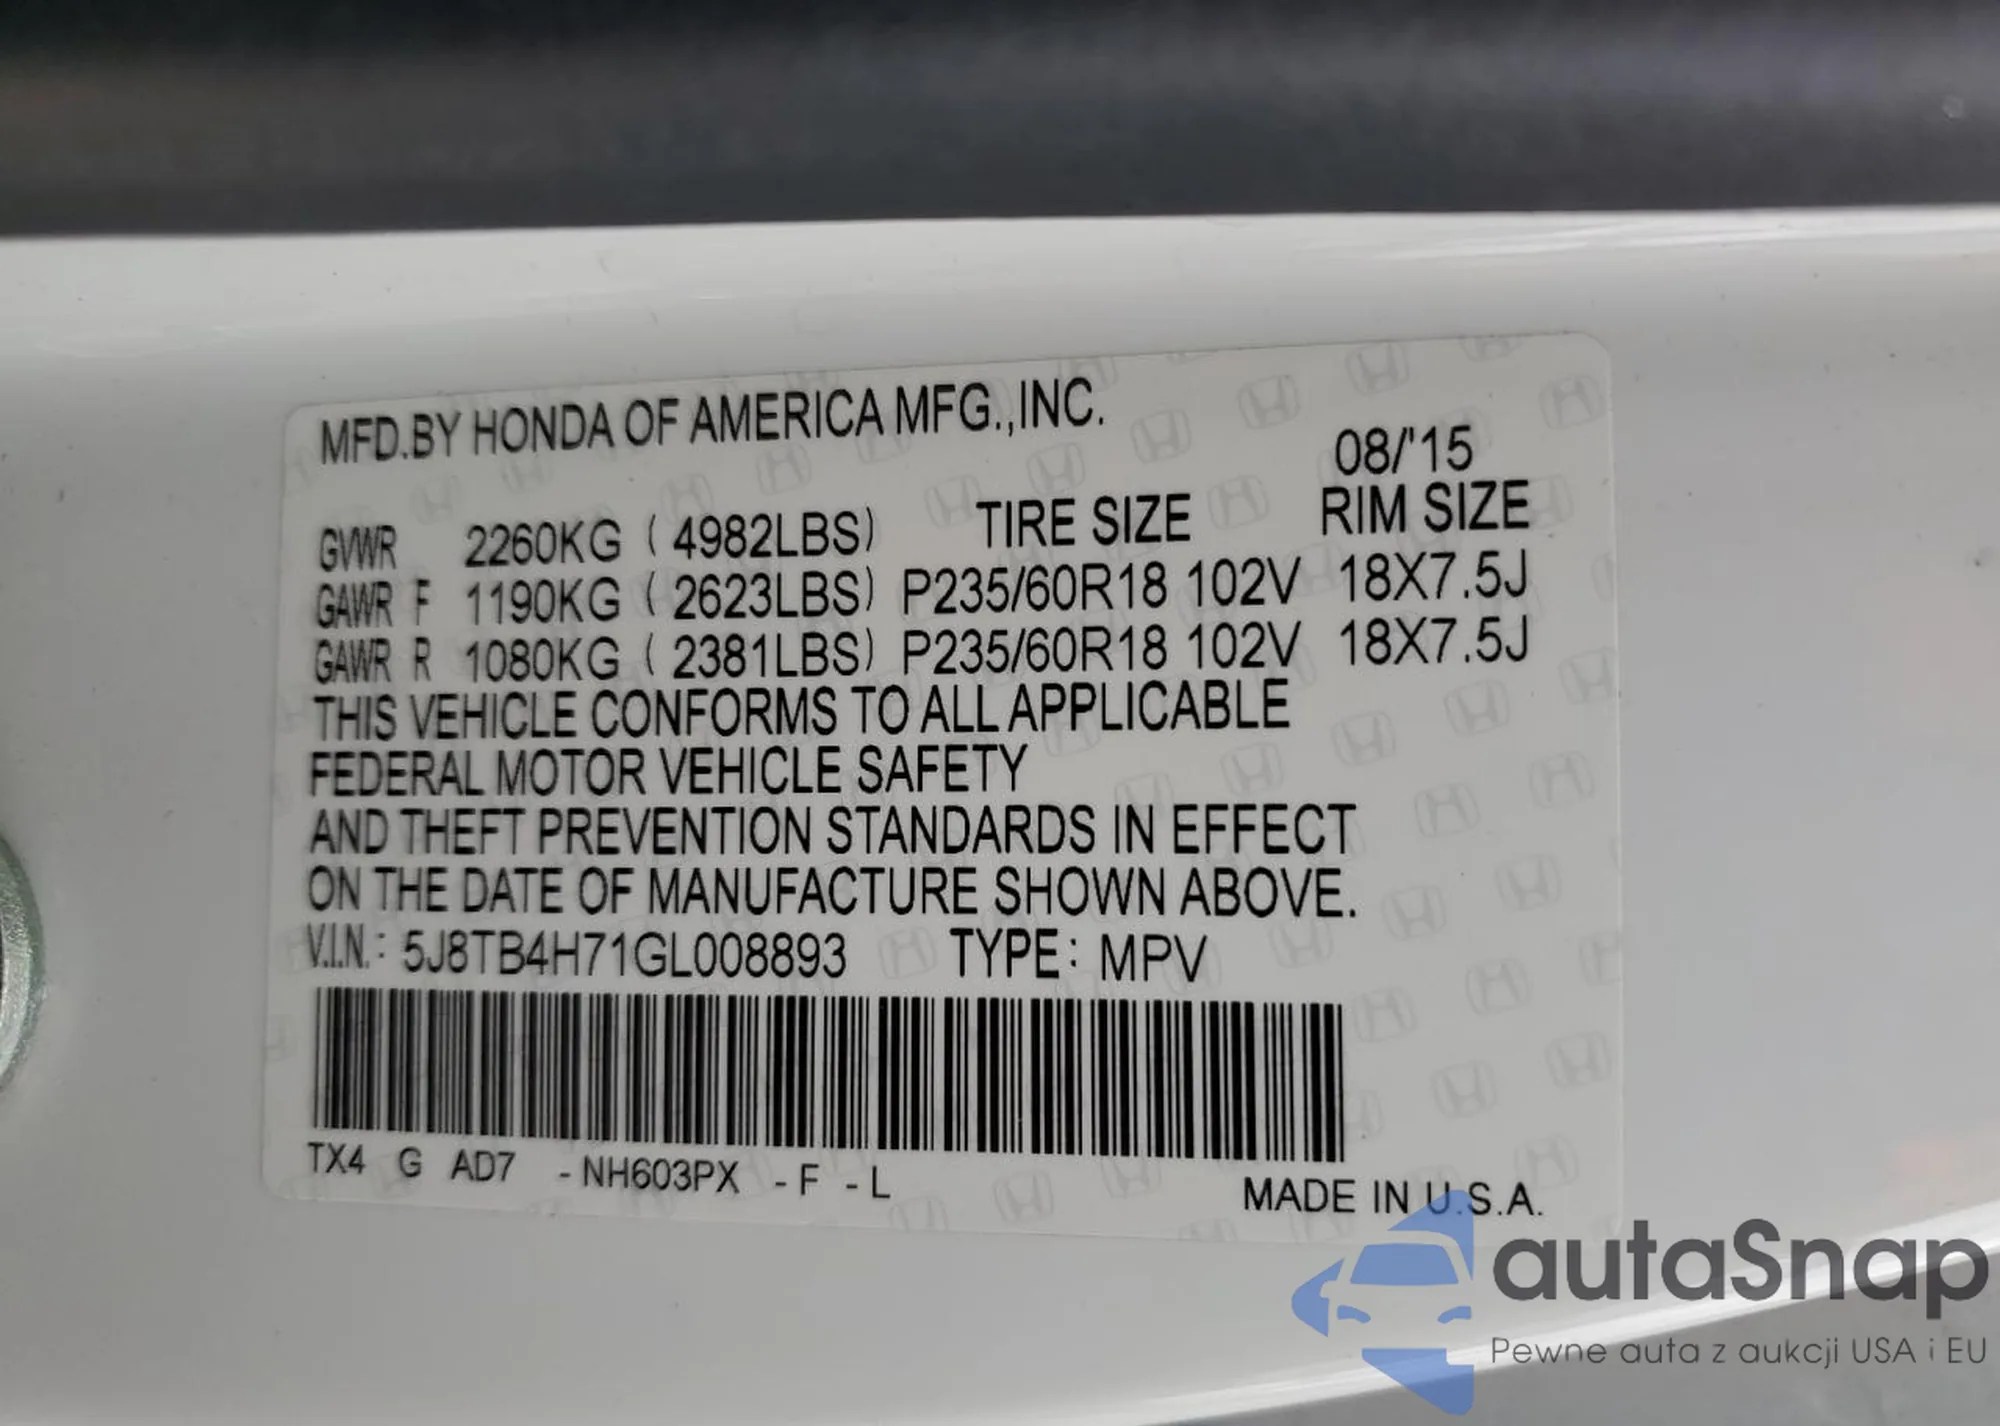 MFD.BY HONDA OF AMERICA MFG.,INC.
08/'15
GVWR 2260KG ( 4982LBS) TIRE SIZE RIM SIZE
GAWR F 1190KG ( 2623LBS) P235/60R18 102V 18X7.5J
GAWR R 1080KG ( 2381LBS) P235/60R18 102V 18X7.5J
THIS VEHICLE CONFORMS TO ALL APPLICABLE
FEDERAL MOTOR VEHICLE SAFETY
AND THEFT PREVENTION STANDARDS IN EFFECT
ON THE DATE OF MANUFACTURE SHOWN ABOVE.
V.I.N.: 5J8TB4H71GL008893 TYPE: MPV
TX4 G AD7 -NH603PX -F -L
MADE IN U.S.A.
autaSnap
Pewne auta z aukcji USA i EU